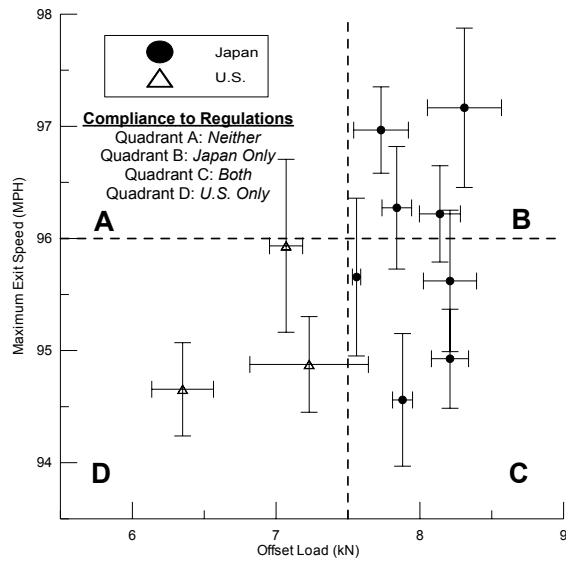 98
97
96
95
94
Maximum Exit Speed (MPH)
Japan
U.S.
Compliance to Regulations
Quadrant A: Neither
Quadrant B: Japan Only
Quadrant C: Both
Quadrant D: U.S. Only
A
B
D
C
6
7
8
9
Offset Load (kN)